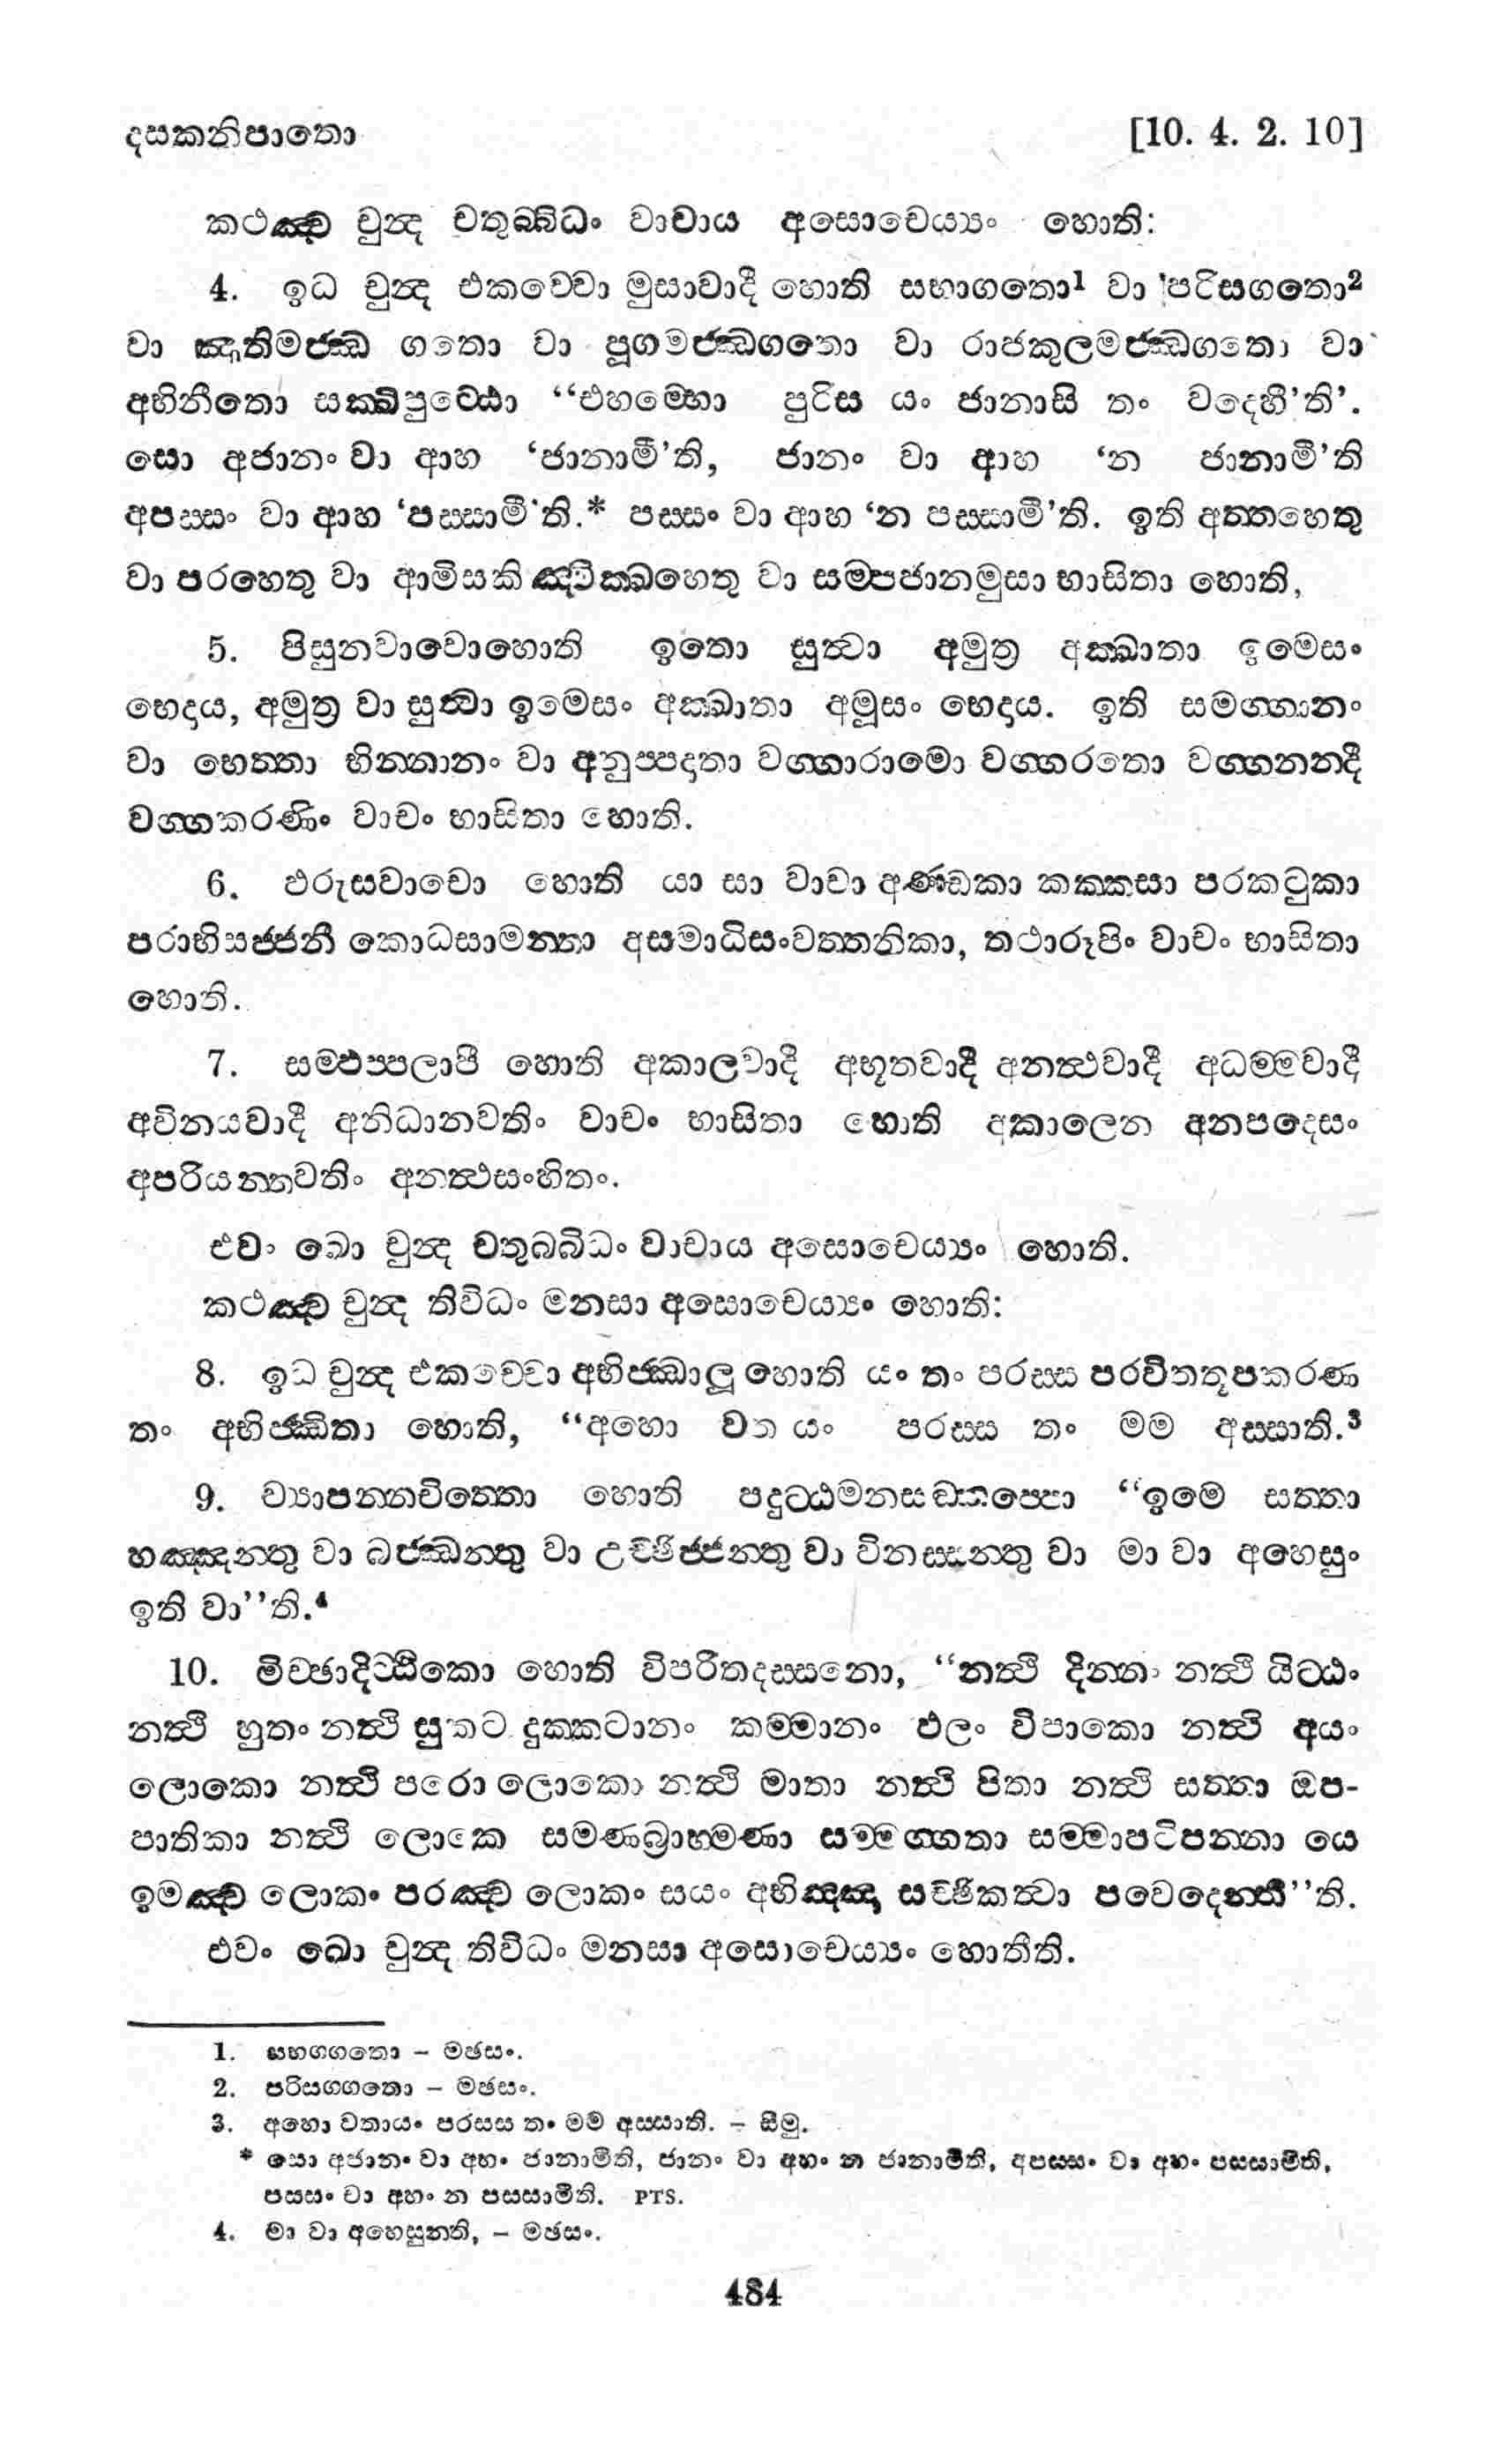 දසකනිපාතො [10. 4. 2. 10]
කථඤ්ච චුන්ද චතුබ්බිධං වාචාය අසොචෙය්‍යං හොති:
4. ඉධ චුන්ද එකච්චො මුසාවාදී හොති සභාගතො1 වා 'පරිසගතො2
වා ඤාතිමජ්ඣ ගතො වා පූගමජ්ඣගතො වා රාජකුලමජ්ඣගතො වා
අභිනීතො සක්ඛිපුට්ඨො “එහම්භො පුරිස යං ජානාසි තං වදෙහී’ති’.
සො අජානං වා ආහ ‘ජානාමී’ති, ජානං වා ආහ ‘න ජානාමී’ති
අපස්සං වා ආහ ‘පස්සාමී’ති.* පස්සං වා ආහ ‘න පස්සාමී’ති. ඉති අත්තහෙතු
වා පරහෙතු වා ආමිසකිඤ්චික්ඛහෙතු වා සම්පජානමුසා භාසිතා හොති,
5. පිසුනවාචොහොති ඉතො සුත්‍වා අමුත්‍ර අක්ඛාතා ඉමෙසං
භෙදාය, අමුත්‍ර වා සුත්‍වා ඉමෙසං අක්ඛාතා අමූසං භෙදාය. ඉති සමග්ගානං
වා භෙත්තා භින්නානං වා අනුප්පදාතා වග්ගාරාමො වග්ගරතො වග්ගනන්දී
වග්ගකරණිං වාචං භාසිතා හොති.
6. ඵරුසවාචො හොති යා සා වාචා අණ්ඩකා කක්කසා පරකටුකා
පරාභිසජ්ජනී කොධසාමන්තා අසමාධිසංවත්තනිකා, තථාරූපිං වාචං භාසිතා
හොති.
7. සම්ඵප්පලාපී හොති අකාලවාදී අභූතවාදී අනත්ථවාදී අධම්මවාදී
අවිනයවාදී අනිධානවතිං වාචං භාසිතා හොති අකාලෙන අනපදෙසං
අපරියන්තවතිං අනත්ථසංහිතං.
එවං ඛො චුන්ද චතුබබිධං වාචාය අසොචෙය්‍යං හොති.
කථඤ්ච චුන්ද තිවිධං මනසා අසොචෙය්‍යං හොති:
8. ඉධ චුන්ද එකච්චො අභිජ්ඣාලූ හොති යං තං පරස්ස පරවිත්තූපකරණ
තං අභිජ්ඣිතා හොති, “අහො වත යං පරස්ස තං මම අස්සාති.3
9. ව්‍යාපන්නචිත්තො හොති පදුට්ඨමනසඞ්කප්පො “ඉමෙ සත්තා
හඤ්ඤන්තු වා බජ්ඣන්තු වා උච්ඡිජ්ජන්තු වා විනස්සන්තු වා මා වා අහෙසුං
ඉති වා’’ති.4
10. මිච්ඡාදිට්ඨිකො හොති විපරීතදස්සනො, “නත්ථි දින්නං නත්ථි යිට්ඨං
නත්ථි හුතං නත්ථි සුකට දුක්කටානං කම්මානං ඵලං විපාකො නත්ථි අයං
ලොකො නත්ථි පරො ලොකො නත්ථි මාතා නත්ථි පිතා නත්ථි සත්තා ඔප-
පාතිකා නත්ථි ලොකෙ සමණබ්‍රාහ්මණා සම්මග්ගතා සම්මාපටිපන්නා යෙ
ඉමඤ්ච ලොකං පරඤ්ච ලොකං සයං අභිඤ්ඤා සච්ඡිකත්‍වා පවෙදෙන්තී’’ති.
එවං ඛො චුන්ද තිවිධං මනසා අසොචෙය්‍යං හොතීති.
1. සභග්ගතො – මඡසං.
2. පරිසග්ගතො – මඡසං.
3. අහො වතායං පරස්ස තං මම අස්සාති. – සීමු.
* සො අජානං වා අහං ජානාමීති, ජානං වා අහං න ජානාමීති, අපස්සං වා අහං පස්සාමීති,
පස්සං වා අහං න පස්සාමීති. PTS.
4. මා වා අහෙසුන්ති, – මඡසං.
484